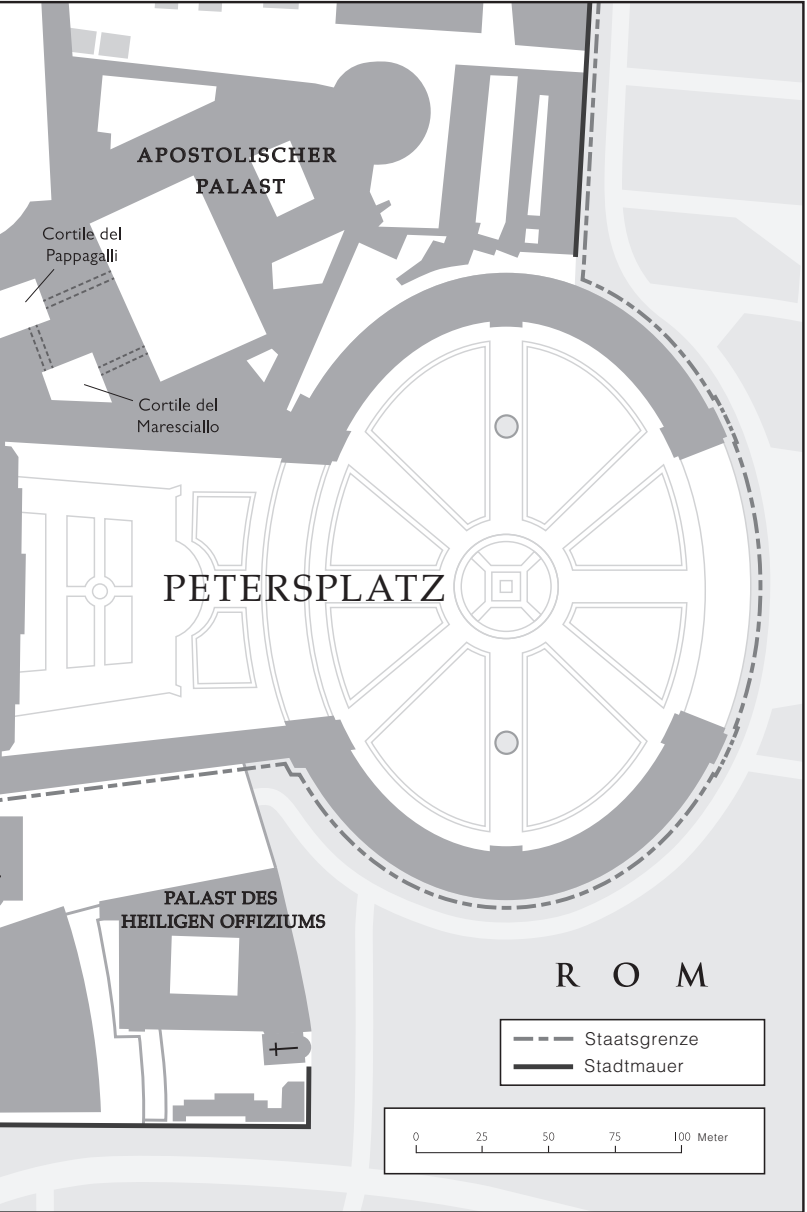 APOSTOLISCHER
PALAST
Cortile del
Pappagalli
Cortile del
Maresciallo
PETERSPLATZ
PALAST DES
HEILIGEN OFFIZIUMS
R O M
Staatsgrenze
Stadtmauer
0 25 50 75 100 Meter